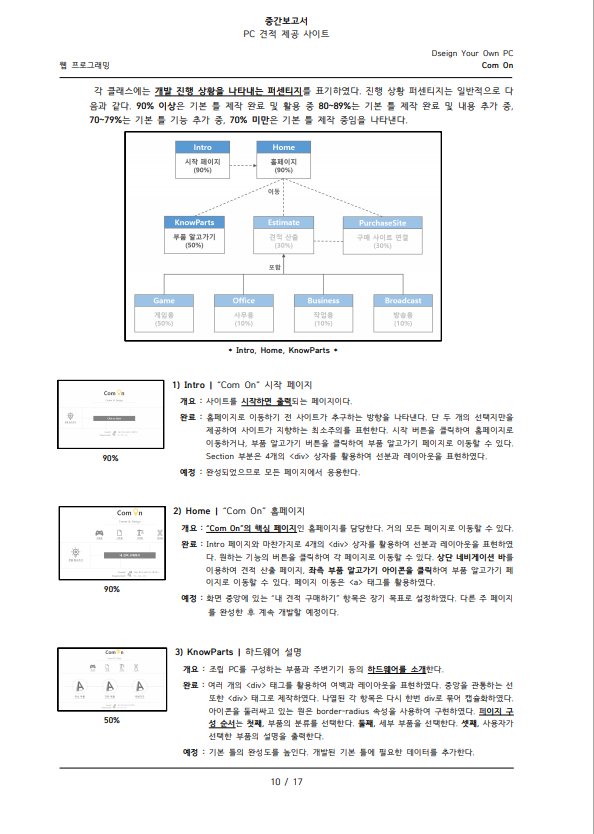 중간보고서
PC 견적 제공 사이트
Dseign Your Own PC
웹 프로그래밍
Com On
각 클래스에는 개발 진행 상황을 나타내는 퍼센티지를 표기하였다. 진행 상황 퍼센티지는 일반적으로 다
음과 같다. 90% 이상은 기본 틀 제작 완료 및 활용 중 80~89%는 기본 틀 제작 완료 및 내용 추가 중,
70~79%는 기본 틀 기능 추가 중, 70% 미만은 기본 틀 제작 중임을 나타낸다.
Intro
시작 페이지
(90%)
Home
홈페이지
(90%)
이동
KnowParts
부품 알고가기
(50%)
Estimate
견적 산출
(30%)
PurchaseSite
구매 사이트 연결
(30%)
포함
Game
게임용
(50%)
Office
사무용
(10%)
Business
작업용
(10%)
Broadcast
방송용
(10%)
• Intro, Home, KnowParts •
Com On
90%
1) Intro | “Com On” 시작 페이지
개요 : 사이트를 시작하면 출력되는 페이지이다.
완료 : 홈페이지로 이동하기 전 사이트가 추구하는 방향을 나타낸다. 단 두 개의 선택지만을
제공하여 사이트가 지향하는 최소주의를 표현한다. 시작 버튼을 클릭하여 홈페이지로
이동하거나, 부품 알고가기 버튼을 클릭하여 부품 알고가기 페이지로 이동할 수 있다.
Section 부분은 4개의 <div> 상자를 활용하여 선분과 레이아웃을 표현하였다.
예정 : 완성되었으므로 모든 페이지에서 응용한다.
Com On
90%
2) Home | “Com On” 홈페이지
개요 : “Com On”의 핵심 페이지인 홈페이지를 담당한다. 거의 모든 페이지로 이동할 수 있다.
완료 : Intro 페이지와 마찬가지로 4개의 <div> 상자를 활용하여 선분과 레이아웃을 표현하였
다. 원하는 기능의 버튼을 클릭하여 각 페이지로 이동할 수 있다. 상단 네비게이션 바를
이용하여 견적 산출 페이지, 좌측 부품 알고가기 아이콘을 클릭하여 부품 알고가기 페
이지로 이동할 수 있다. 페이지 이동은 <a> 태그를 활용하였다.
예정 : 화면 중앙에 있는 “내 견적 구매하기” 항목은 장기 목표로 설정하였다. 다른 주 페이지
를 완성한 후 계속 개발할 예정이다.
Com On
50%
3) KnowParts | 하드웨어 설명
개요 : 조립 PC를 구성하는 부품과 주변기기 등의 하드웨어를 소개한다.
완료 : 여러 개의 <div> 태그를 활용하여 여백과 레이아웃을 표현하였다. 중앙을 관통하는 선
또한 <div> 태그로 제작하였다. 나열된 각 항목은 다시 한번 div로 묶어 캡슐화하였다.
아이콘을 둘러싸고 있는 원은 border-radius 속성을 사용하여 구현하였다. 페이지 구
성 순서는 첫째, 부품의 분류를 선택한다. 둘째, 세부 부품을 선택한다. 셋째, 사용자가
선택한 부품의 설명을 출력한다.
예정 : 기본 틀의 완성도를 높인다. 개발된 기본 틀에 필요한 데이터를 추가한다.
10 / 17